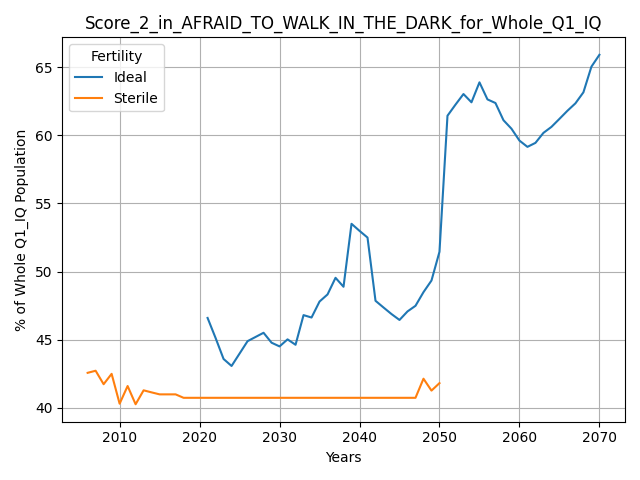 Score_2_in_AFRAID_TO_WALK_IN_THE_DARK_for_Whole_Q1_IQ
Fertility
Ideal
Sterile
% of Whole Q1_IQ Population
65
60
55
50
45
40
2010 2020 2030 2040 2050 2060 2070
Years